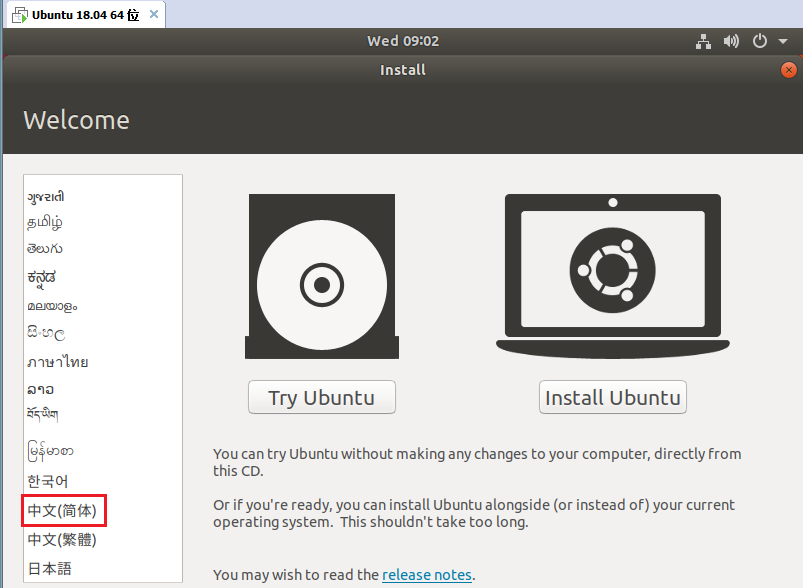 Ubuntu 18.04 64 位
Wed 09:02
Install
Welcome
ગુજરાતી
தமிழ்
తెలుగు
ಕನ್ನಡ
മലയാളം
සිංහල
ภาษาไทย
ລາວ
བོད་ཡིག
မြန်မာစာ
한국어
中文(简体)
中文(繁體)
日本語
Try Ubuntu
Install Ubuntu
You can try Ubuntu without making any changes to your computer, directly from
this CD.
Or if you're ready, you can install Ubuntu alongside (or instead of) your current
operating system.  This shouldn't take too long.
You may wish to read the release notes.